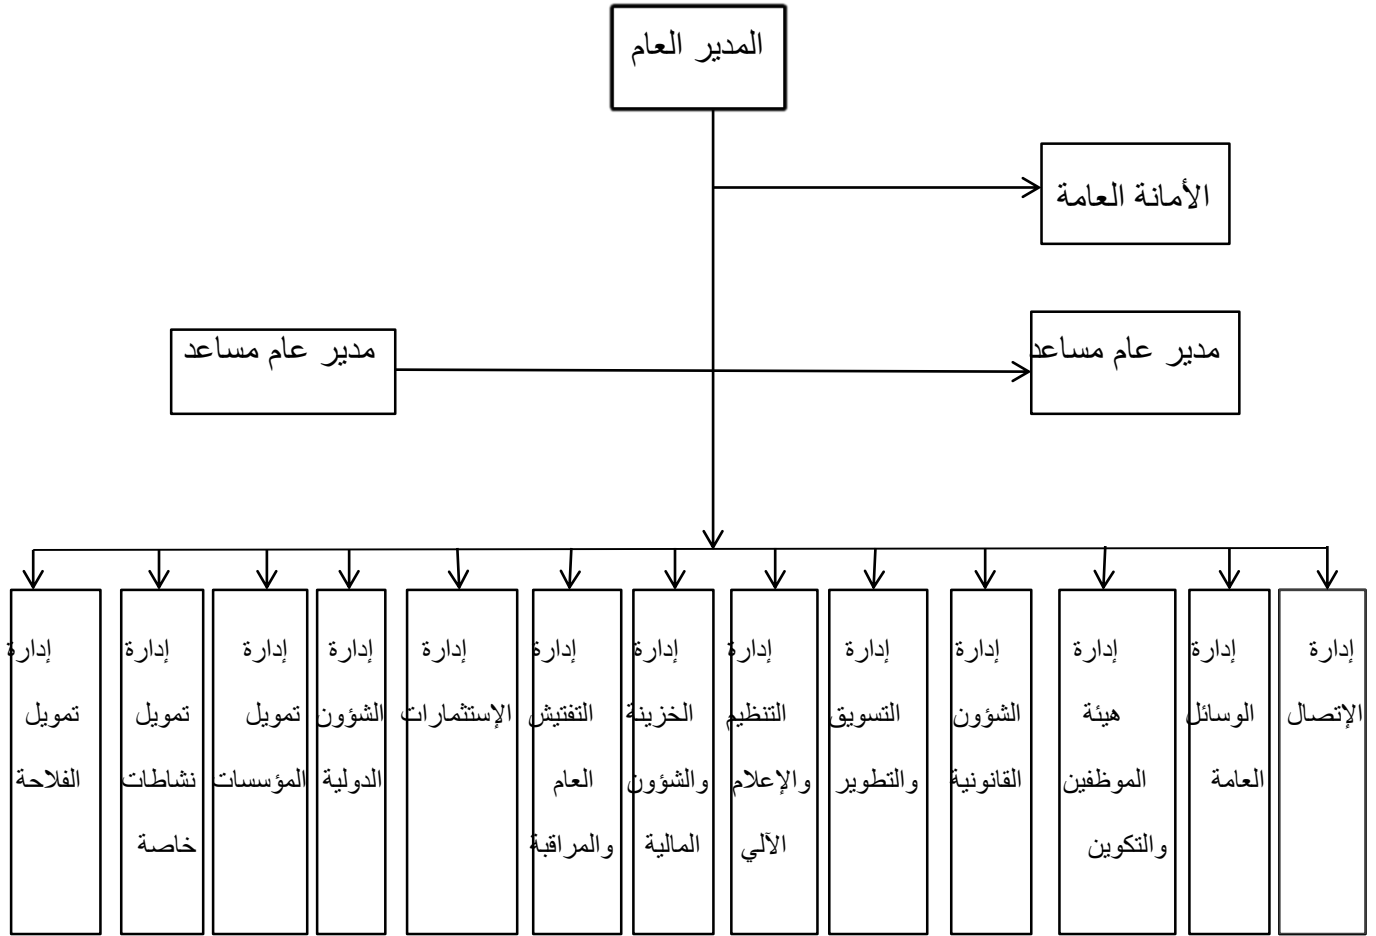 المدير العام
الأمانة العامة
مدير عام مساعد
مدير عام مساعد
إدارة
الإتصال
إدارة
الوسائل
العامة
إدارة
هيئة
الموظفين
والتكوين
إدارة
الشؤون
القانونية
إدارة
التسويق
والتطوير
إدارة
التنظيم
والإعلام
الآلي
إدارة
الخزينة
والشؤون
المالية
إدارة
التفتيش
العام
والمراقبة
إدارة
الإستثمارات
إدارة
الشؤون
الدولية
إدارة
تمويل
المؤسسات
إدارة
تمويل
نشاطات
خاصة
إدارة
تمويل
الفلاحة